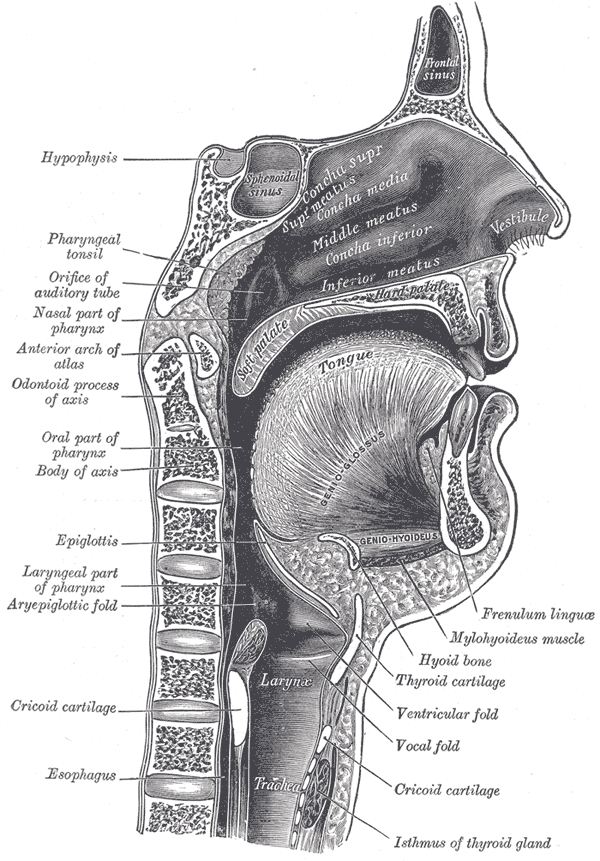 Frontal
sinus
Hypophysis
Sphenoidal
sinus
Concha supr
Supr meatus
Concha media
Middle meatus
Concha inferior
Inferior meatus
Vestibule
Pharyngeal
tonsil
Orifice of
auditory tube
Nasal part of
pharynx
Anterior arch of
atlas
Odontoid process
of axis
Oral part of
pharynx
Body of axis
Hard palate
Soft palate
Tongue
GENIO-GLOSSUS
GENIO-HYOIDEUS
Epiglottis
Laryngeal part
of pharynx
Aryepiglottic fold
Larynx
Cricoid cartilage
Esophagus
Trachea
Frenulum linguæ
Mylohyoideus muscle
Hyoid bone
Thyroid cartilage
Ventricular fold
Vocal fold
Cricoid cartilage
Isthmus of thyroid gland